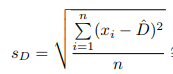 s_D = \sqrt{\frac{\sum_{i=1}^{n}(x_i - \hat{D})^2}{n}}